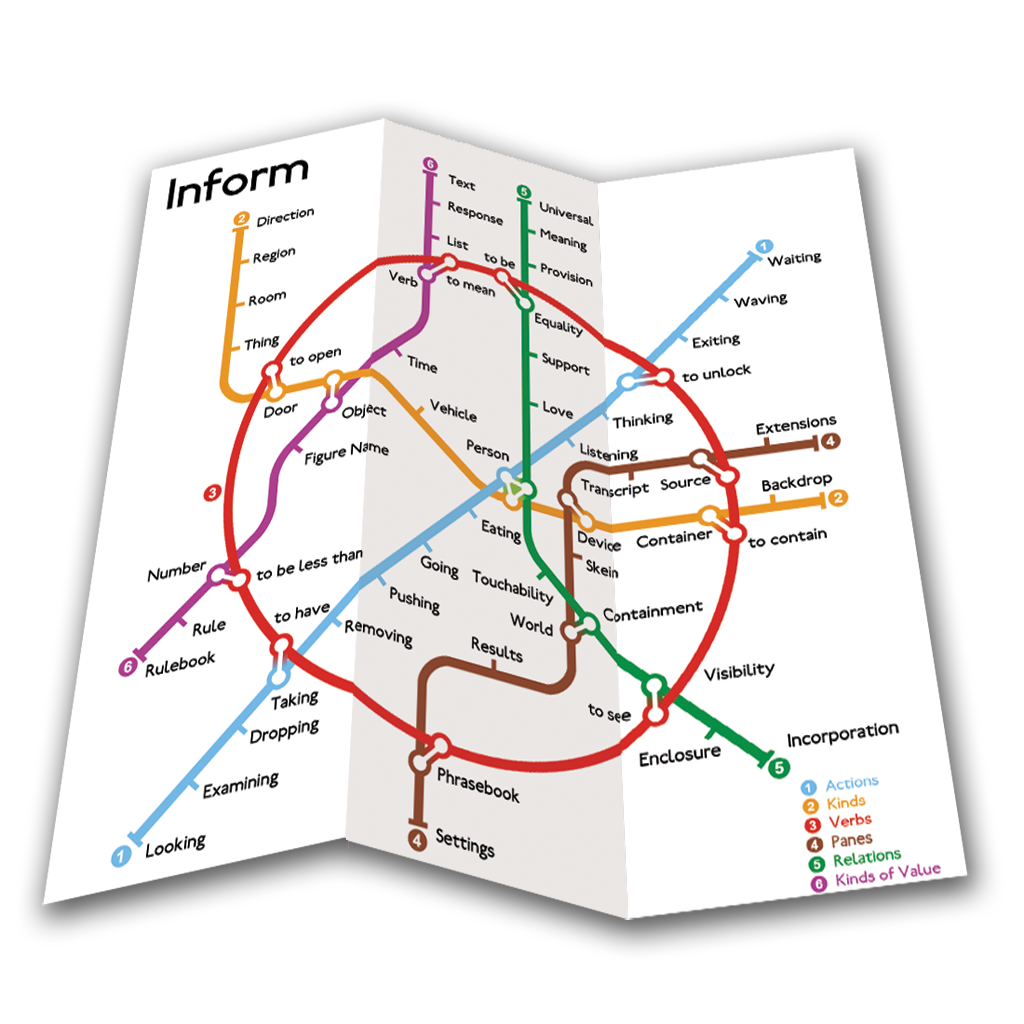 Inform
2
Direction
Region
Room
Thing
to open
Door
Object
Figure Name
3
Number
to be less than
Rule
6
Rulebook
to have
Taking
Dropping
Examining
1
Looking
6
Text
Response
List
Verb
to mean
Time
5
Universal
Meaning
to be
Provision
Equality
Support
Love
Vehicle
Person
Eating
Going
Pushing
Removing
1
Waiting
Waving
Exiting
to unlock
Thinking
Listening
Extensions
4
Transcript
Source
Backdrop
2
Device
Container
to contain
Skein
Touchability
World
Containment
Results
Visibility
to see
Enclosure
Incorporation
5
Phrasebook
4
Settings
1 Actions
2 Kinds
3 Verbs
4 Panes
5 Relations
6 Kinds of Value